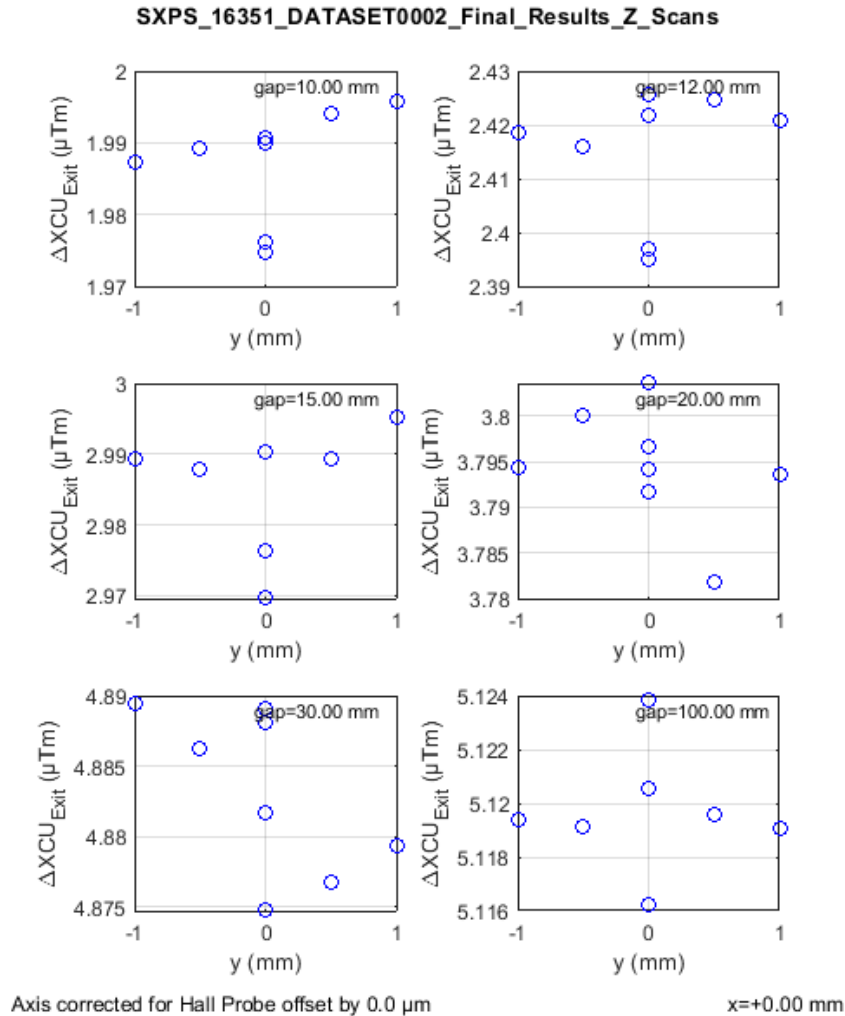 SXPS_16351_DATASET0002_Final_Results_Z_Scans
gap=10.00 mm
2
1.99
1.98
1.97
ΔXCU_Exit (μTm)
-1 0 1
y (mm)
gap=12.00 mm
2.43
2.42
2.41
2.4
2.39
ΔXCU_Exit (μTm)
-1 0 1
y (mm)
gap=15.00 mm
3
2.99
2.98
2.97
ΔXCU_Exit (μTm)
-1 0 1
y (mm)
gap=20.00 mm
3.8
3.795
3.79
3.785
3.78
ΔXCU_Exit (μTm)
-1 0 1
y (mm)
gap=30.00 mm
4.89
4.885
4.88
4.875
ΔXCU_Exit (μTm)
-1 0 1
y (mm)
gap=100.00 mm
5.124
5.122
5.12
5.118
5.116
ΔXCU_Exit (μTm)
-1 0 1
y (mm)
Axis corrected for Hall Probe offset by 0.0 μm
x=+0.00 mm